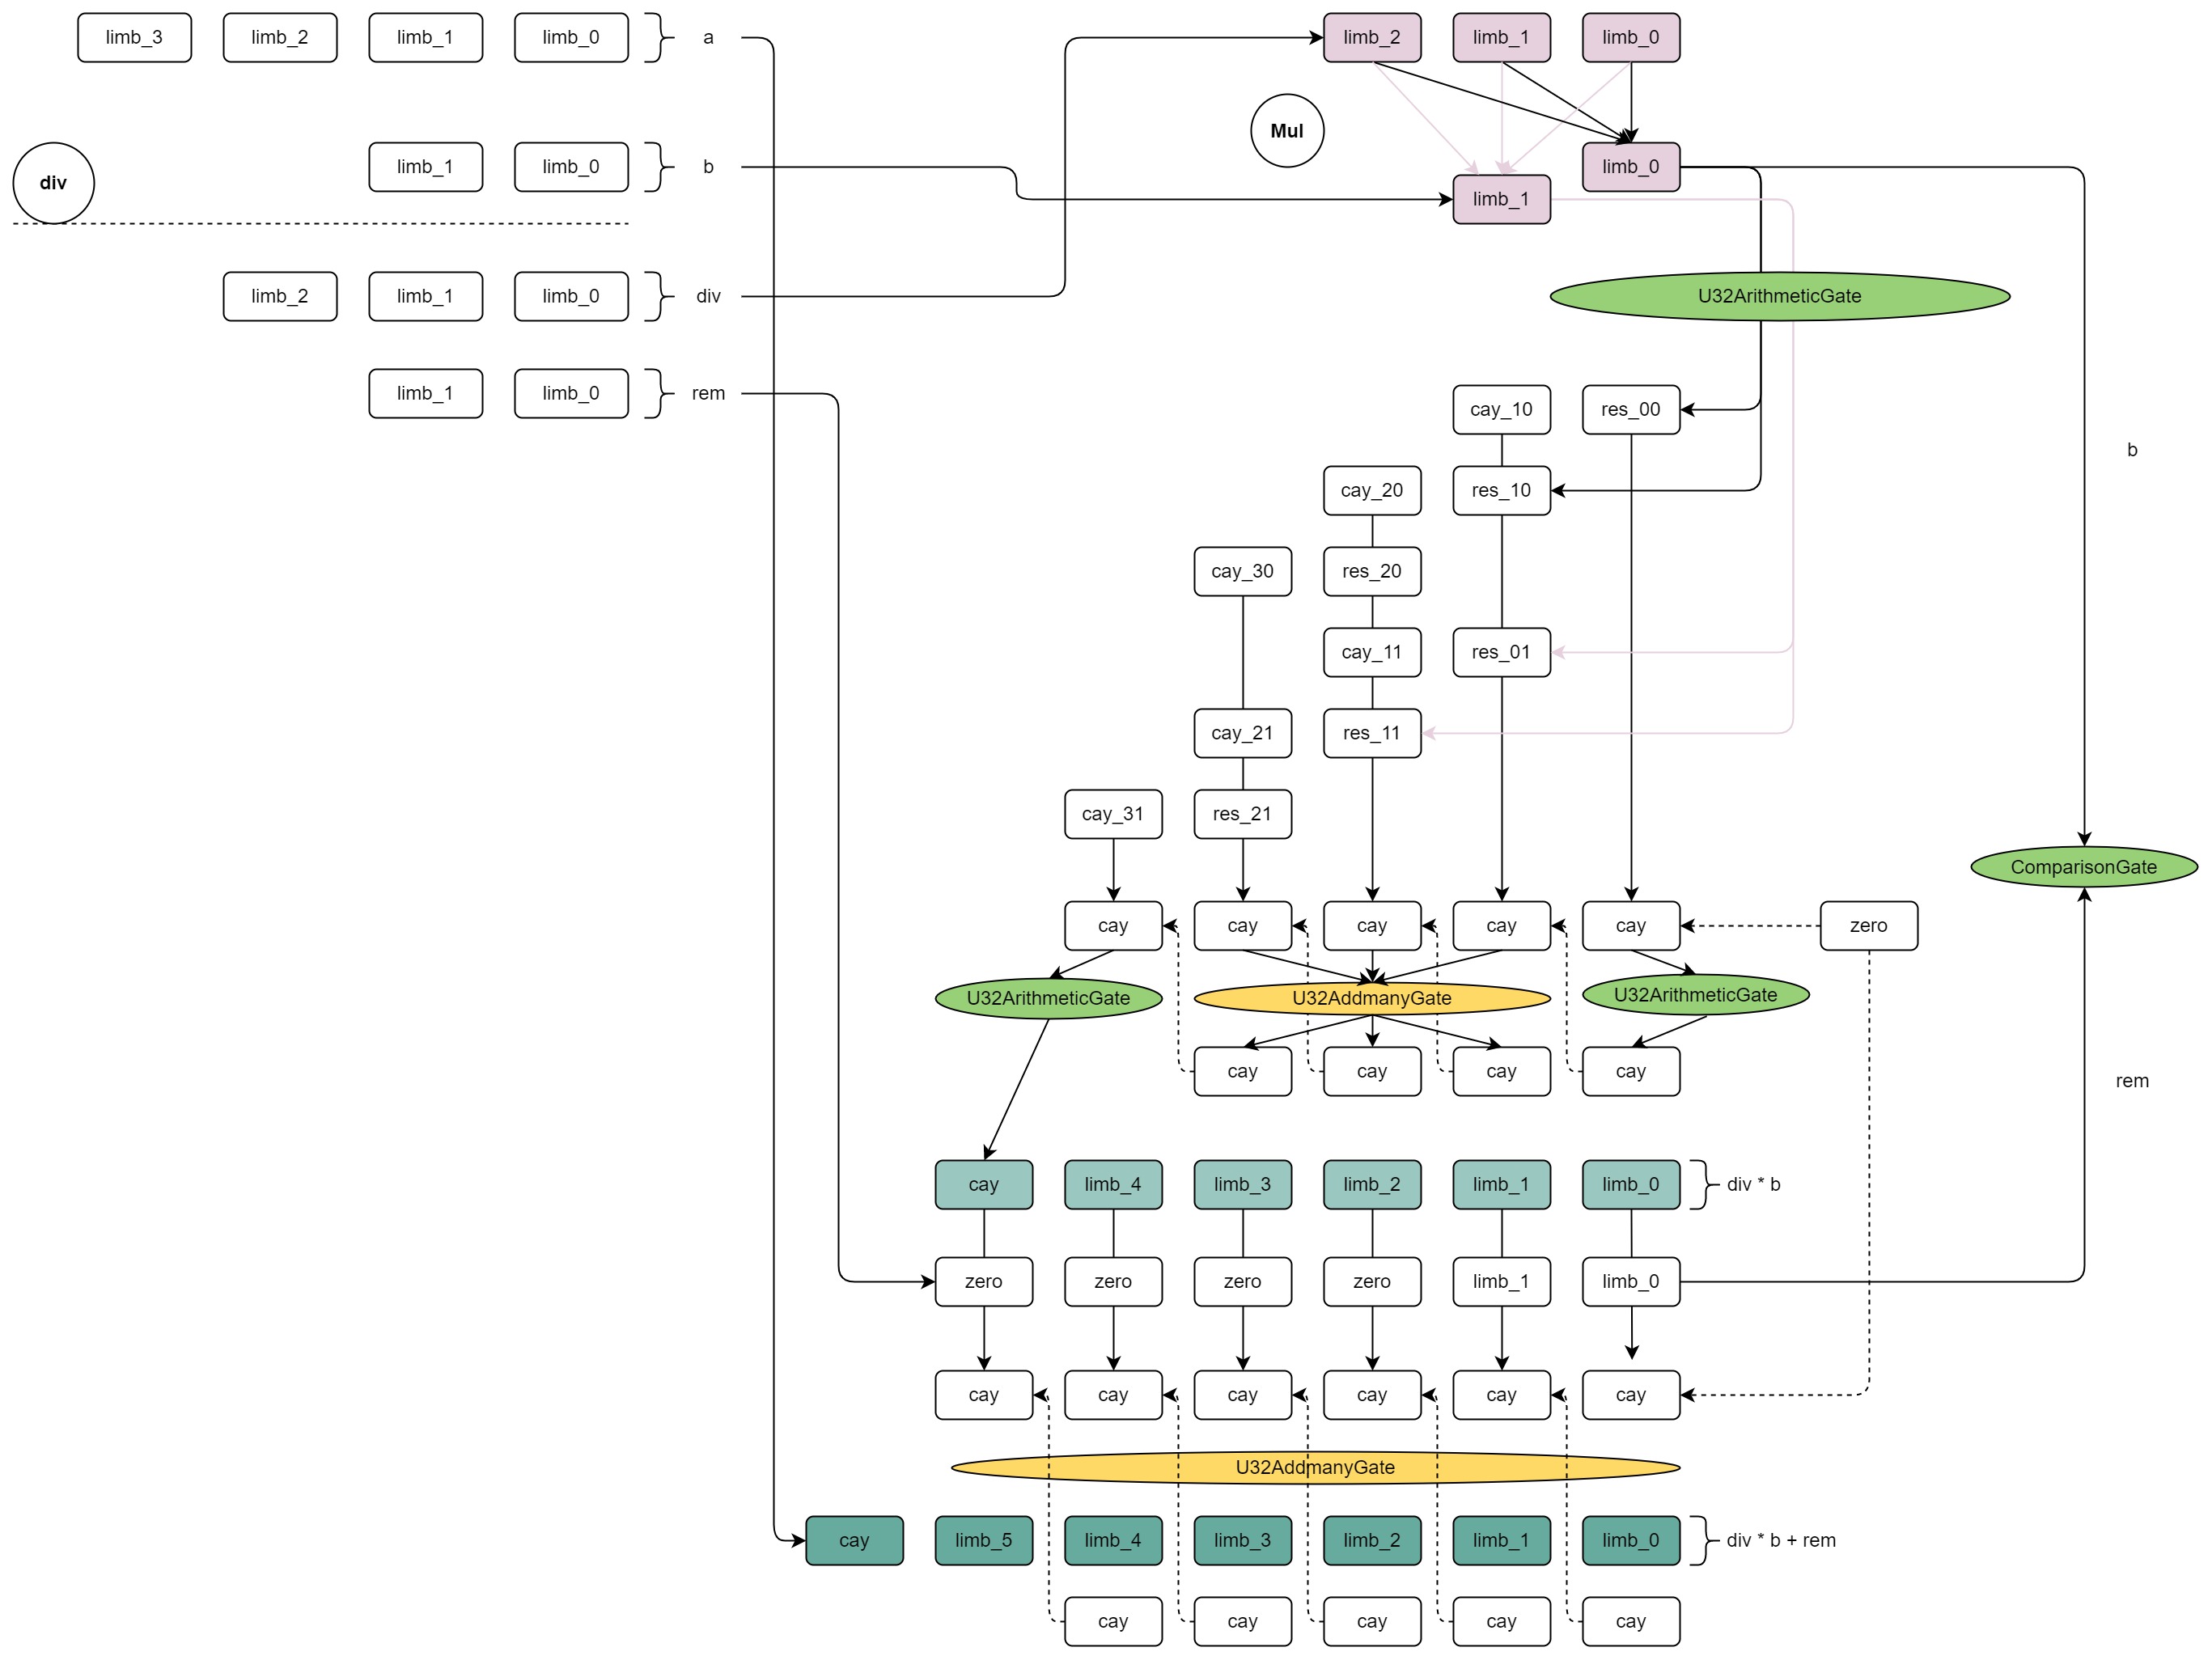 limb_3 limb_2 limb_1 limb_0 a limb_2 limb_1 limb_0
Mul
limb_1 limb_0 b limb_0
div
limb_1
limb_2 limb_1 limb_0 div U32ArithmeticGate
limb_1 limb_0 rem
cay_10 res_00
b
cay_20 res_10
cay_30 res_20
cay_11 res_01
cay_21 res_11
cay_31 res_21
ComparisonGate
cay cay cay cay cay zero
U32ArithmeticGate U32AddmanyGate U32ArithmeticGate
cay cay cay cay
rem
cay limb_4 limb_3 limb_2 limb_1 limb_0 div * b
zero zero zero zero limb_1 limb_0
cay cay cay cay cay cay
U32AddmanyGate
cay limb_5 limb_4 limb_3 limb_2 limb_1 limb_0 div * b + rem
cay cay cay cay cay